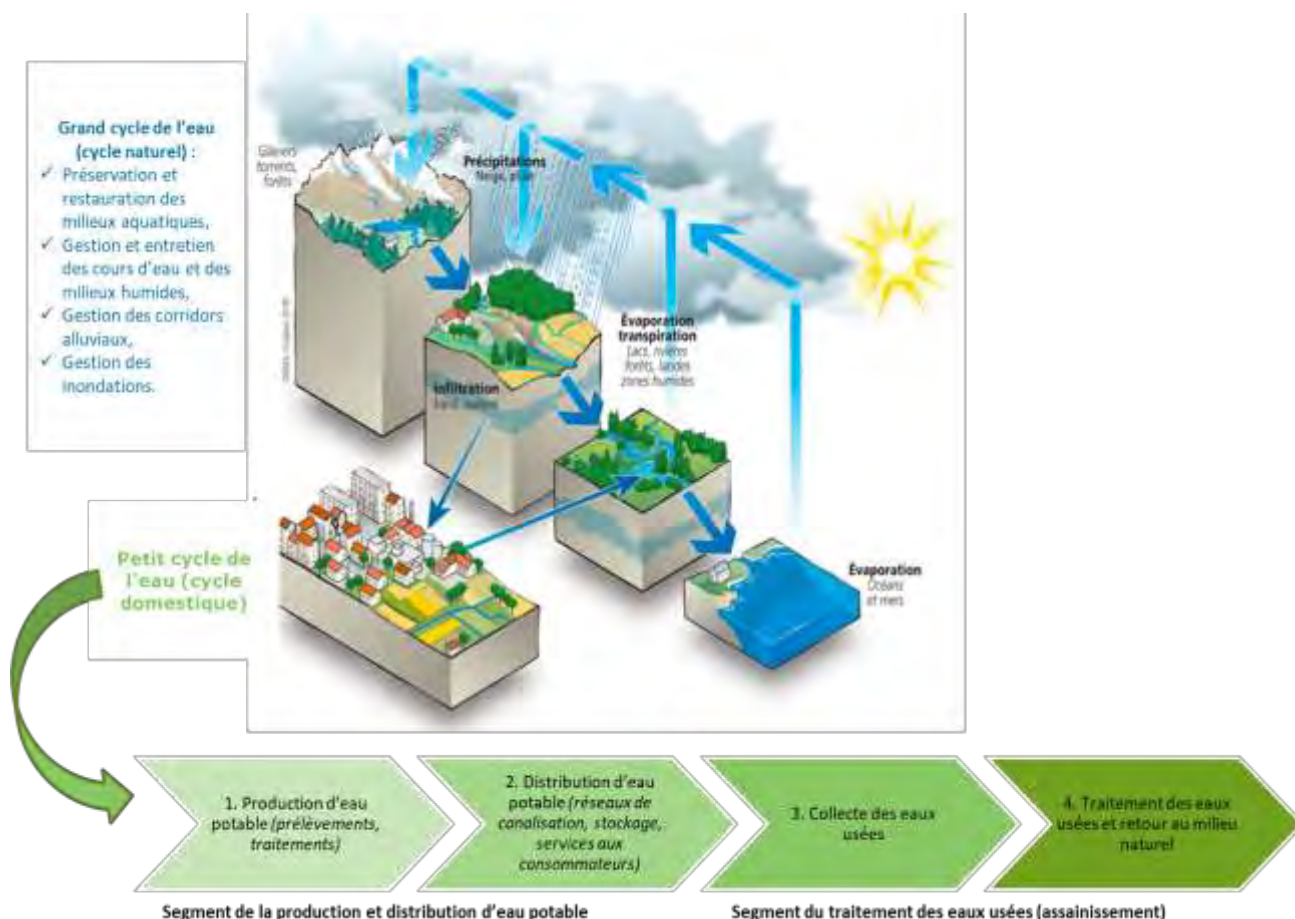 Grand cycle de l'eau
(cycle naturel) :
✓ Préservation et
restauration des
milieux aquatiques,
✓ Gestion et entretien
des cours d'eau et des
milieux humides,
✓ Gestion des corridors
alluviaux,
✓ Gestion des
inondations.
Glaciers
torrents,
forêts
Précipitations
Neige, pluie
Évaporation
transpiration
Lacs, rivières
forêts, landes
zones humides
Infiltration
Évaporation
Océans
et mers
Petit cycle de
l'eau (cycle
domestique)
1. Production d'eau
potable (prélèvements,
traitements)
2. Distribution d'eau
potable (réseaux de
canalisation, stockage,
services aux
consommateurs)
3. Collecte des eaux
usées
4. Traitement des eaux
usées et retour au milieu
naturel
Segment de la production et distribution d'eau potable
Segment du traitement des eaux usées (assainissement)